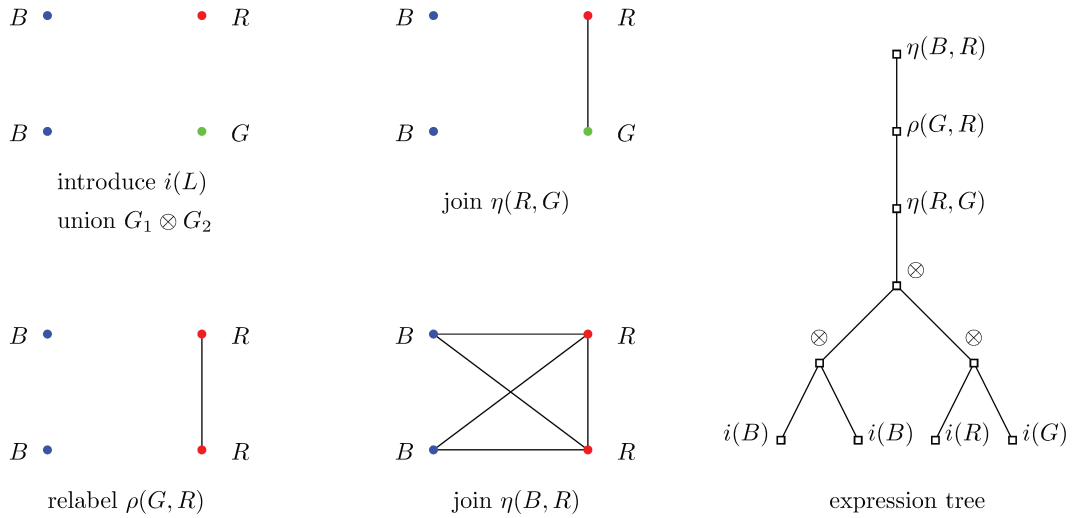 B R
B G
introduce i(L)
union G₁ ⊗ G₂
B R
B G
join η(R, G)
B R
B R
relabel ρ(G, R)
B R
B R
join η(B, R)
η(B, R)
ρ(G, R)
η(R, G)
⊗
⊗ ⊗
i(B) i(B) i(R) i(G)
expression tree